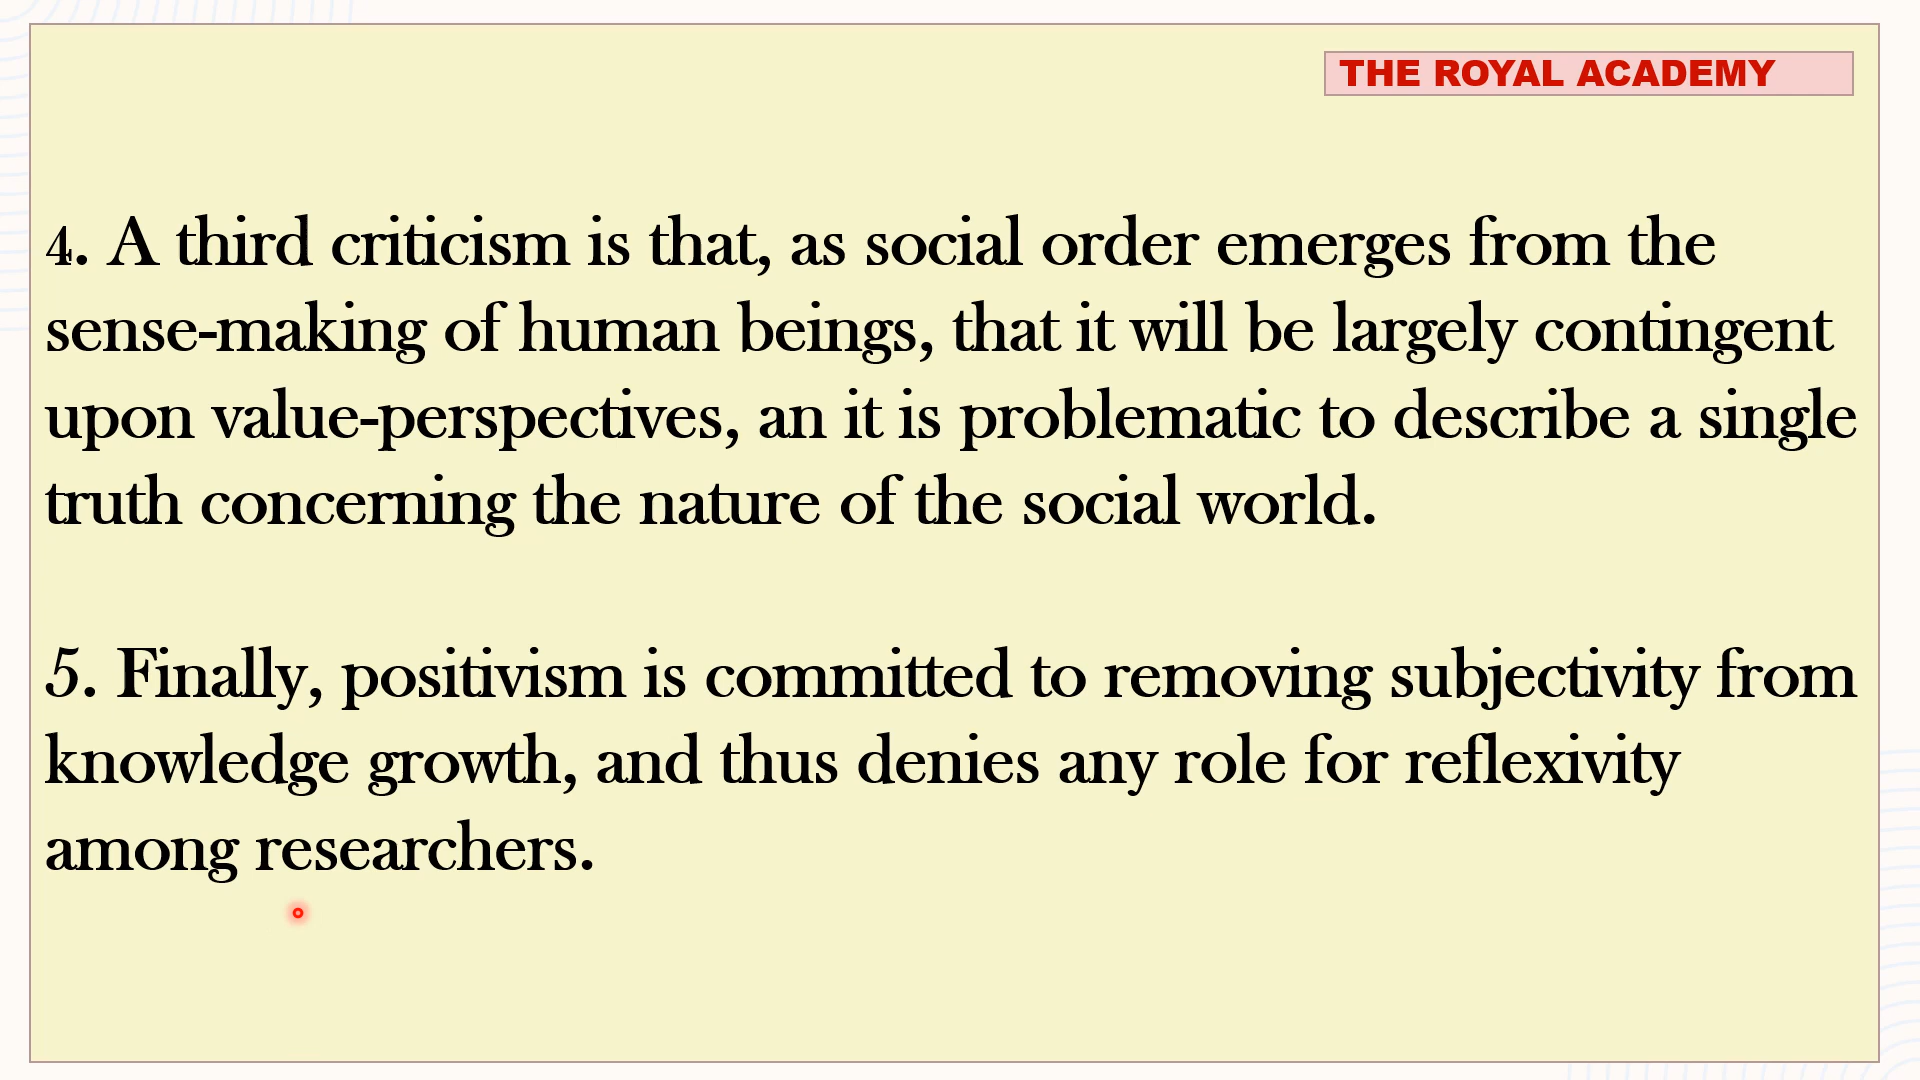 THE ROYAL ACADEMY
4. A third criticism is that, as social order emerges from the
sense-making of human beings, that it will be largely contingent
upon value-perspectives, an it is problematic to describe a single
truth concerning the nature of the social world.
5. Finally, positivism is committed to removing subjectivity from
knowledge growth, and thus denies any role for reflexivity
among researchers.